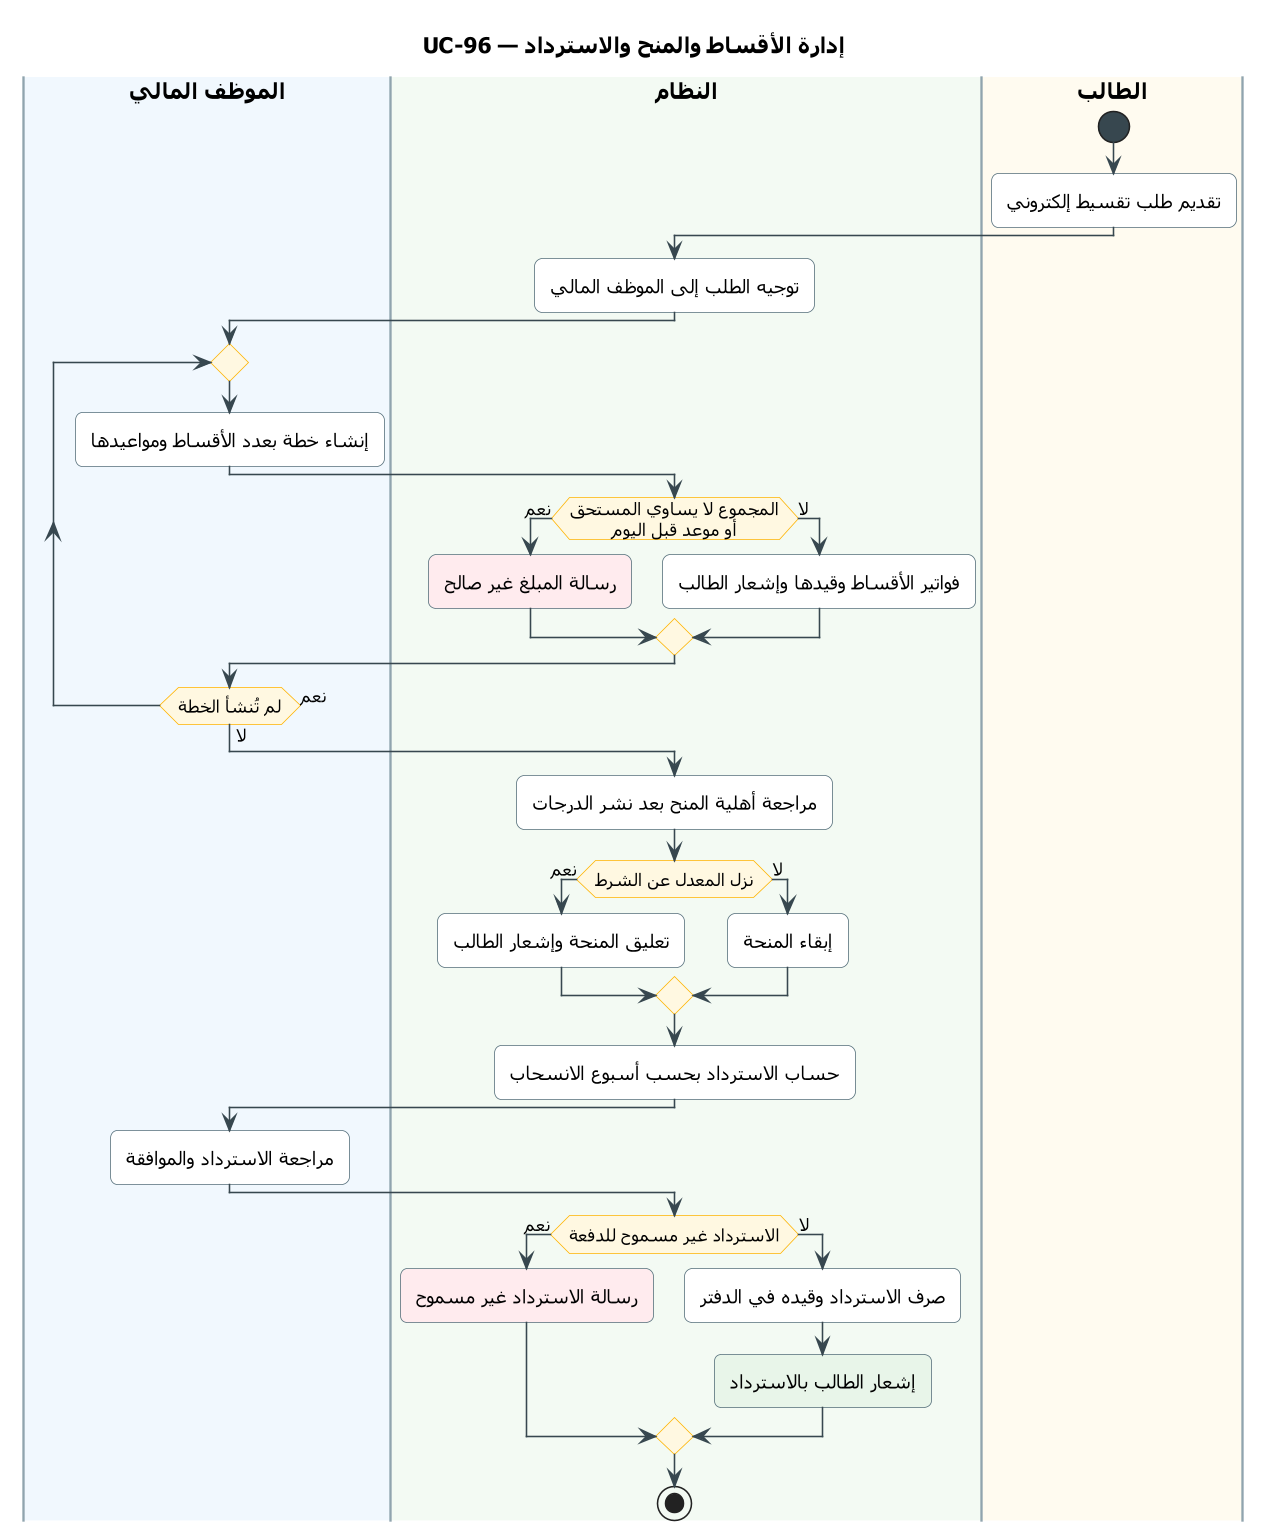 إدارة الأقساط والمنح والاسترداد — UC-96
الطالب
النظام
الموظف المالي
تقديم طلب تقسيط إلكتروني
توجيه الطلب إلى الموظف المالي
إنشاء خطة بعدد الأقساط ومواعيدها
المجموع لا يساوي المستحق
أو موعد قبل اليوم
لا
نعم
فواتير الأقساط وقيدها وإشعار الطالب
رسالة المبلغ غير صالح
لم تُنشأ الخطة
نعم
لا
مراجعة أهلية المنح بعد نشر الدرجات
نزل المعدل عن الشرط
لا
نعم
إبقاء المنحة
تعليق المنحة وإشعار الطالب
حساب الاسترداد بحسب أسبوع الانسحاب
مراجعة الاسترداد والموافقة
الاسترداد غير مسموح للدفعة
لا
نعم
صرف الاسترداد وقيده في الدفتر
رسالة الاسترداد غير مسموح
إشعار الطالب بالاسترداد